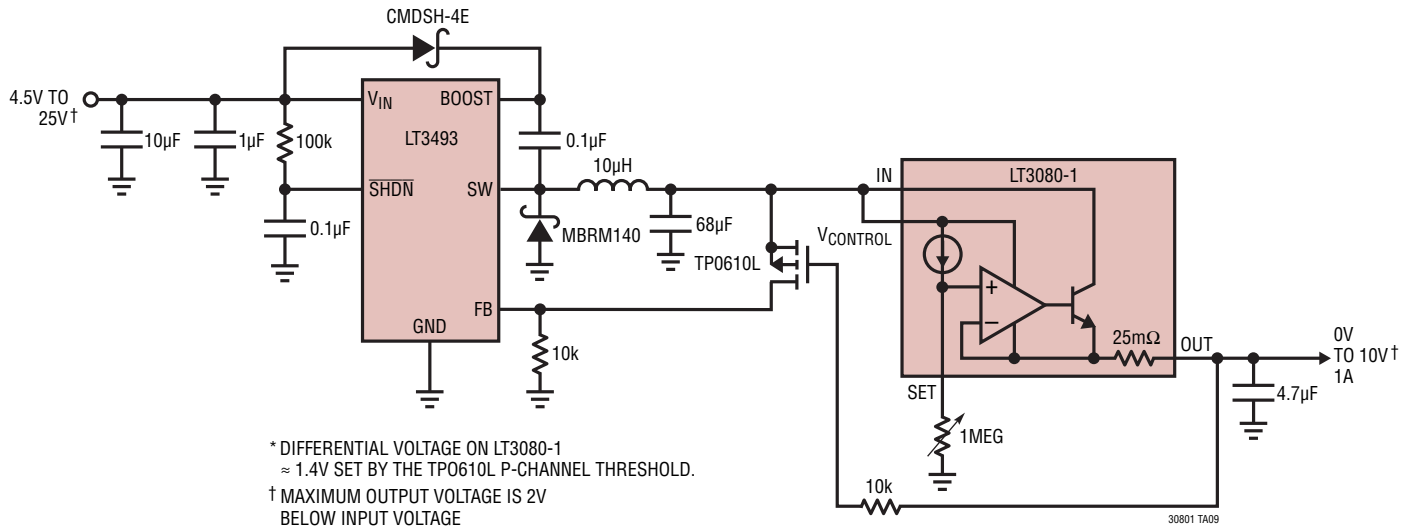 CMDSH-4E
4.5V TO
25V†
VIN
BOOST
LT3493
10µF
1µF
100k
0.1µF
10µH
SHDN
SW
0.1µF
MBRM140
68µF
TP0610L
FB
GND
10k
IN
LT3080-1
VCONTROL
+
–
25mΩ
OUT
0V
TO 10V†
1A
4.7µF
SET
1MEG
10k
* DIFFERENTIAL VOLTAGE ON LT3080-1
≈ 1.4V SET BY THE TP0610L P-CHANNEL THRESHOLD.
† MAXIMUM OUTPUT VOLTAGE IS 2V
BELOW INPUT VOLTAGE
30801 TA09